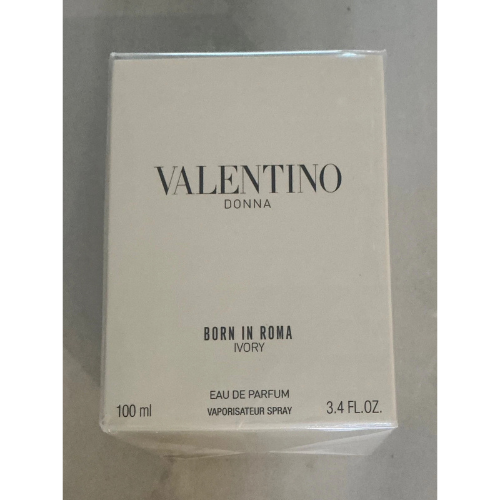 VALENTINO
DONNA
BORN IN ROMA
IVORY
EAU DE PARFUM
100 ml VAPORISATEUR SPRAY 3.4 FL.OZ.